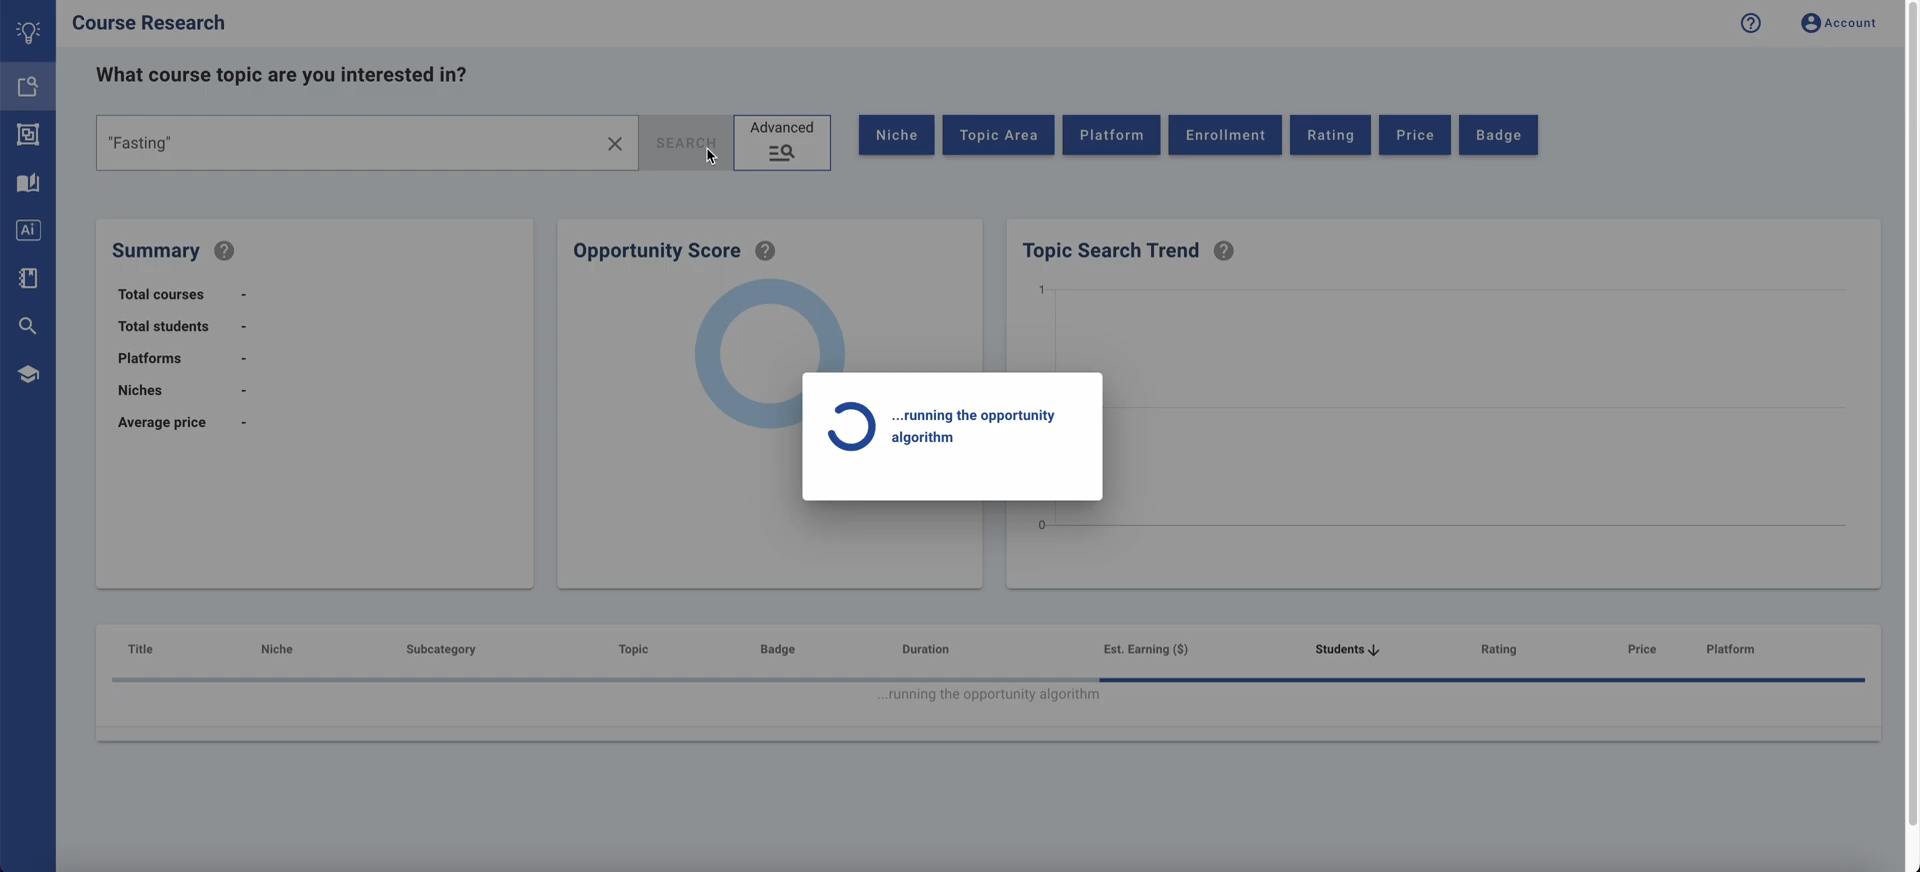 Course Research
Account
What course topic are you interested in?
"Fasting"
SEARCH
Advanced
Niche
Topic Area
Platform
Enrollment
Rating
Price
Badge
Ai
Summary
Total courses -
Total students -
Platforms -
Niches -
Average price -
Opportunity Score
Topic Search Trend
1
0
...running the opportunity
algorithm
Title Niche Subcategory Topic Badge Duration Est. Earning ($) Students Rating Price Platform
...running the opportunity algorithm